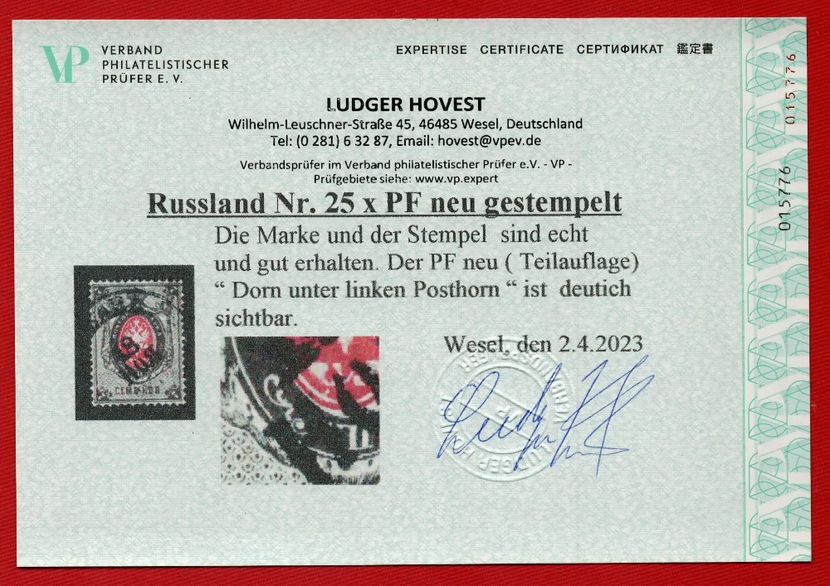 VP
VERBAND
PHILATELISTISCHER
PRÜFER E. V.
EXPERTISE CERTIFICATE СЕРТИФИКАТ 鑑定書
LUDGER HOVEST
Wilhelm-Leuschner-Straße 45, 46485 Wesel, Deutschland
Tel: (0 281) 6 32 87, Email: hovest@vpev.de
Verbandsprüfer im Verband philatelistischer Prüfer e.V. - VP -
Prüfgebiete siehe: www.vp.expert
Russland Nr. 25 x PF neu gestempelt
Die Marke und der Stempel sind echt
und gut erhalten. Der PF neu ( Teilauflage)
“ Dorn unter linken Posthorn “ ist deutich
sichtbar.
Wesel, den 2.4.2023
015776
015776